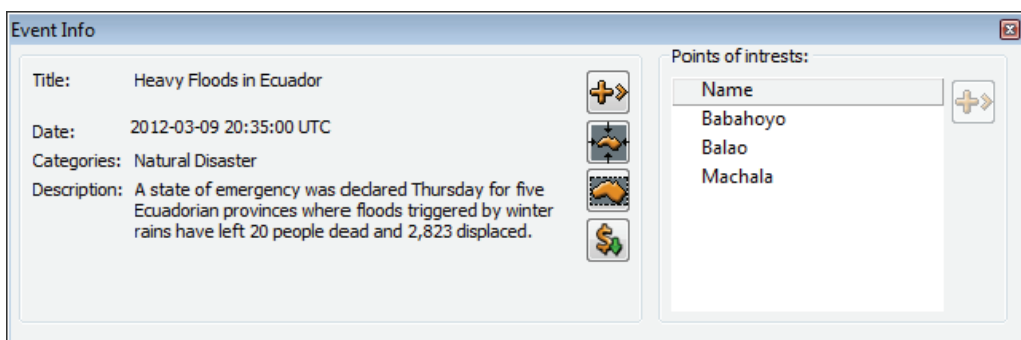 Event Info
Title: Heavy Floods in Ecuador
Date: 2012-03-09 20:35:00 UTC
Categories: Natural Disaster
Description: A state of emergency was declared Thursday for five
Ecuadorian provinces where floods triggered by winter
rains have left 20 people dead and 2,823 displaced.
Points of intrests:
Name
Babahoyo
Balao
Machala